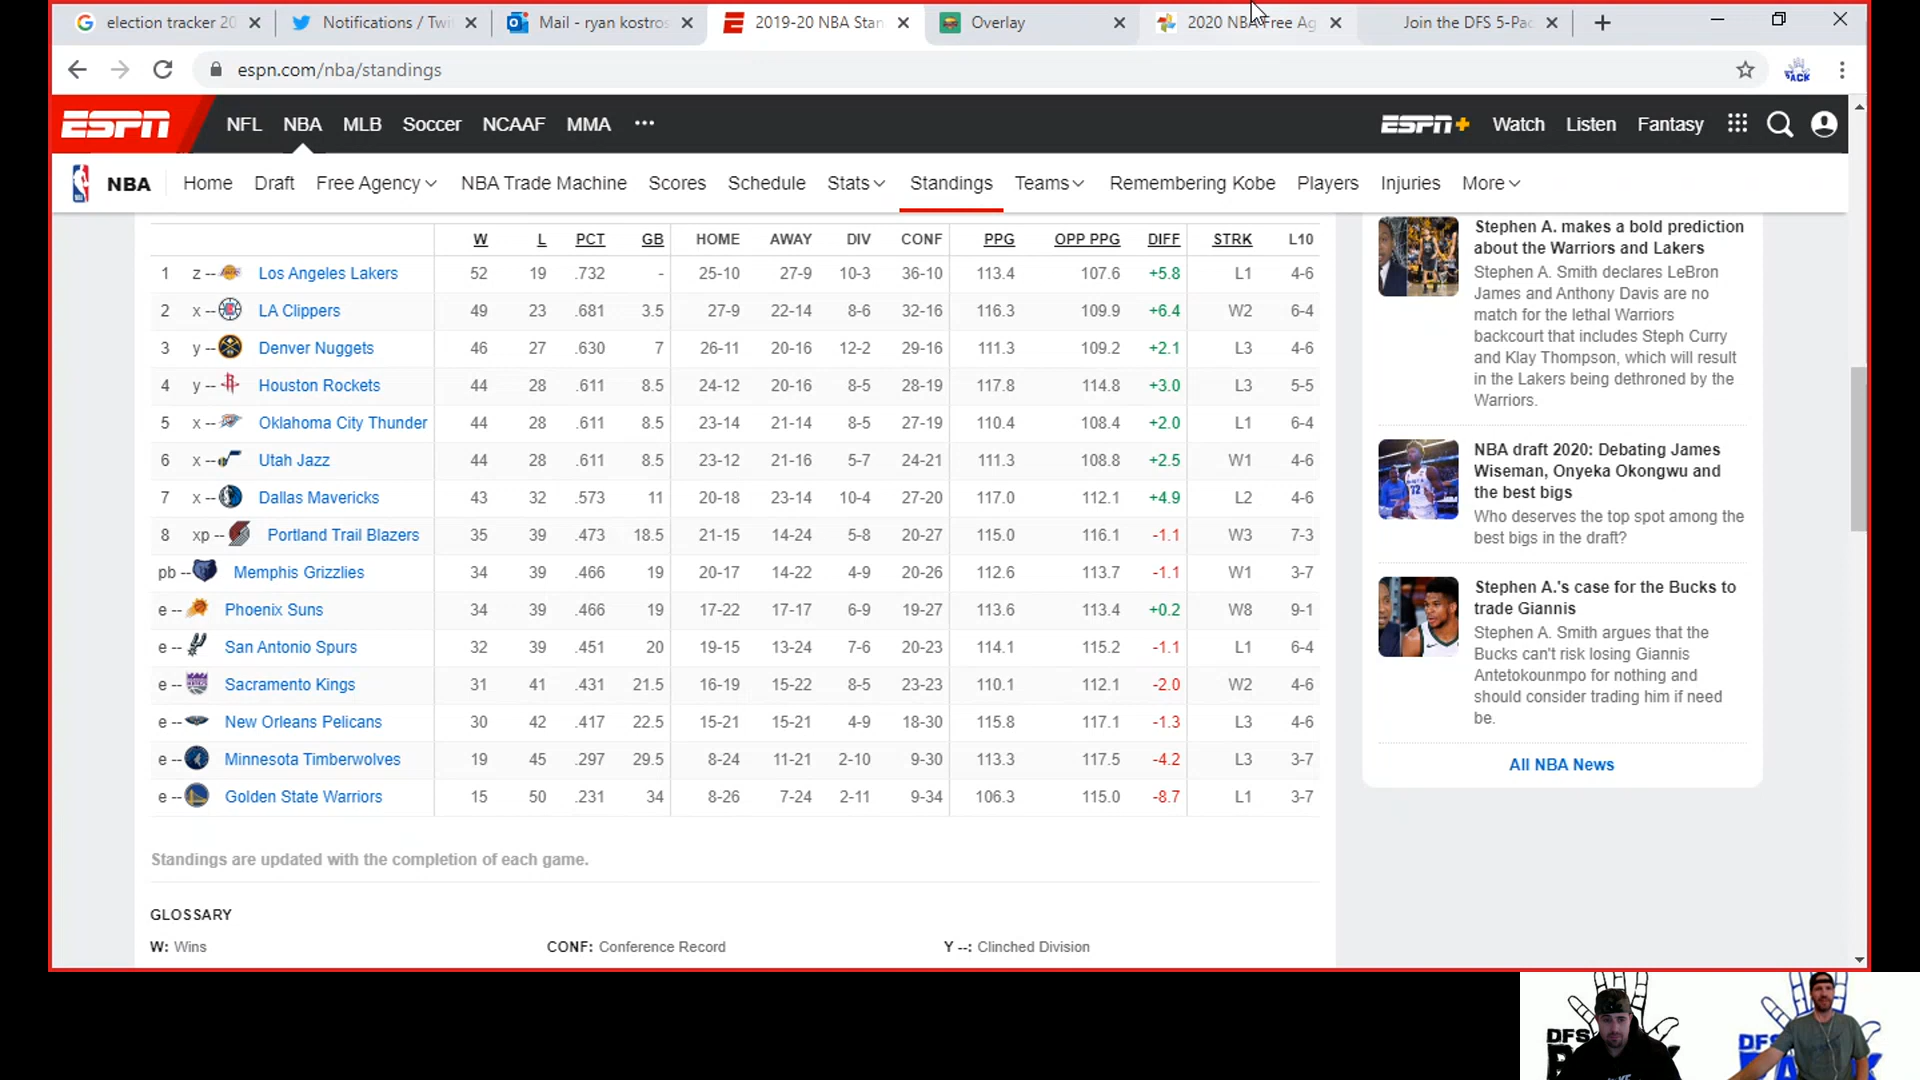 election tracker 20 Notifications / Twi Mail - ryan kostros 2019-20 NBA Stan Overlay 2020 NBA Free Ag Join the DFS 5-Pac
espn.com/nba/standings
ESPN NFL NBA MLB Soccer NCAAF MMA ESPN+ Watch Listen Fantasy
NBA Home Draft Free Agency NBA Trade Machine Scores Schedule Stats Standings Teams Remembering Kobe Players Injuries More
W L PCT GB HOME AWAY DIV CONF PPG OPP PPG DIFF STRK L10
1 z -- Los Angeles Lakers 52 19 .732 - 25-10 27-9 10-3 36-10 113.4 107.6 +5.8 L1 4-6
2 x -- LA Clippers 49 23 .681 3.5 27-9 22-14 8-6 32-16 116.3 109.9 +6.4 W2 6-4
3 y -- Denver Nuggets 46 27 .630 7 26-11 20-16 12-2 29-16 111.3 109.2 +2.1 L3 4-6
4 y -- Houston Rockets 44 28 .611 8.5 24-12 20-16 8-5 28-19 117.8 114.8 +3.0 L3 5-5
5 x -- Oklahoma City Thunder 44 28 .611 8.5 23-14 21-14 8-5 27-19 110.4 108.4 +2.0 L1 6-4
6 x -- Utah Jazz 44 28 .611 8.5 23-12 21-16 5-7 24-21 111.3 108.8 +2.5 W1 4-6
7 x -- Dallas Mavericks 43 32 .573 11 20-18 23-14 10-4 27-20 117.0 112.1 +4.9 L2 4-6
8 xp -- Portland Trail Blazers 35 39 .473 18.5 21-15 14-24 5-8 20-27 115.0 116.1 -1.1 W3 7-3
pb -- Memphis Grizzlies 34 39 .466 19 20-17 14-22 4-9 20-26 112.6 113.7 -1.1 W1 3-7
e -- Phoenix Suns 34 39 .466 19 17-22 17-17 6-9 19-27 113.6 113.4 +0.2 W8 9-1
e -- San Antonio Spurs 32 39 .451 20 19-15 13-24 7-6 20-23 114.1 115.2 -1.1 L1 6-4
e -- Sacramento Kings 31 41 .431 21.5 16-19 15-22 8-5 23-23 110.1 112.1 -2.0 W2 4-6
e -- New Orleans Pelicans 30 42 .417 22.5 15-21 15-21 4-9 18-30 115.8 117.1 -1.3 L3 4-6
e -- Minnesota Timberwolves 19 45 .297 29.5 8-24 11-21 2-10 9-30 113.3 117.5 -4.2 L3 3-7
e -- Golden State Warriors 15 50 .231 34 8-26 7-24 2-11 9-34 106.3 115.0 -8.7 L1 3-7
Standings are updated with the completion of each game.
GLOSSARY
W: Wins CONF: Conference Record Y --: Clinched Division
Stephen A. makes a bold prediction
about the Warriors and Lakers
Stephen A. Smith declares LeBron
James and Anthony Davis are no
match for the lethal Warriors
backcourt that includes Steph Curry
and Klay Thompson, which will result
in the Lakers being dethroned by the
Warriors.
NBA draft 2020: Debating James
Wiseman, Onyeka Okongwu and
the best bigs
Who deserves the top spot among the
best bigs in the draft?
Stephen A.'s case for the Bucks to
trade Giannis
Stephen A. Smith argues that the
Bucks can't risk losing Giannis
Antetokounmpo for nothing and
should consider trading him if need
be.
All NBA News